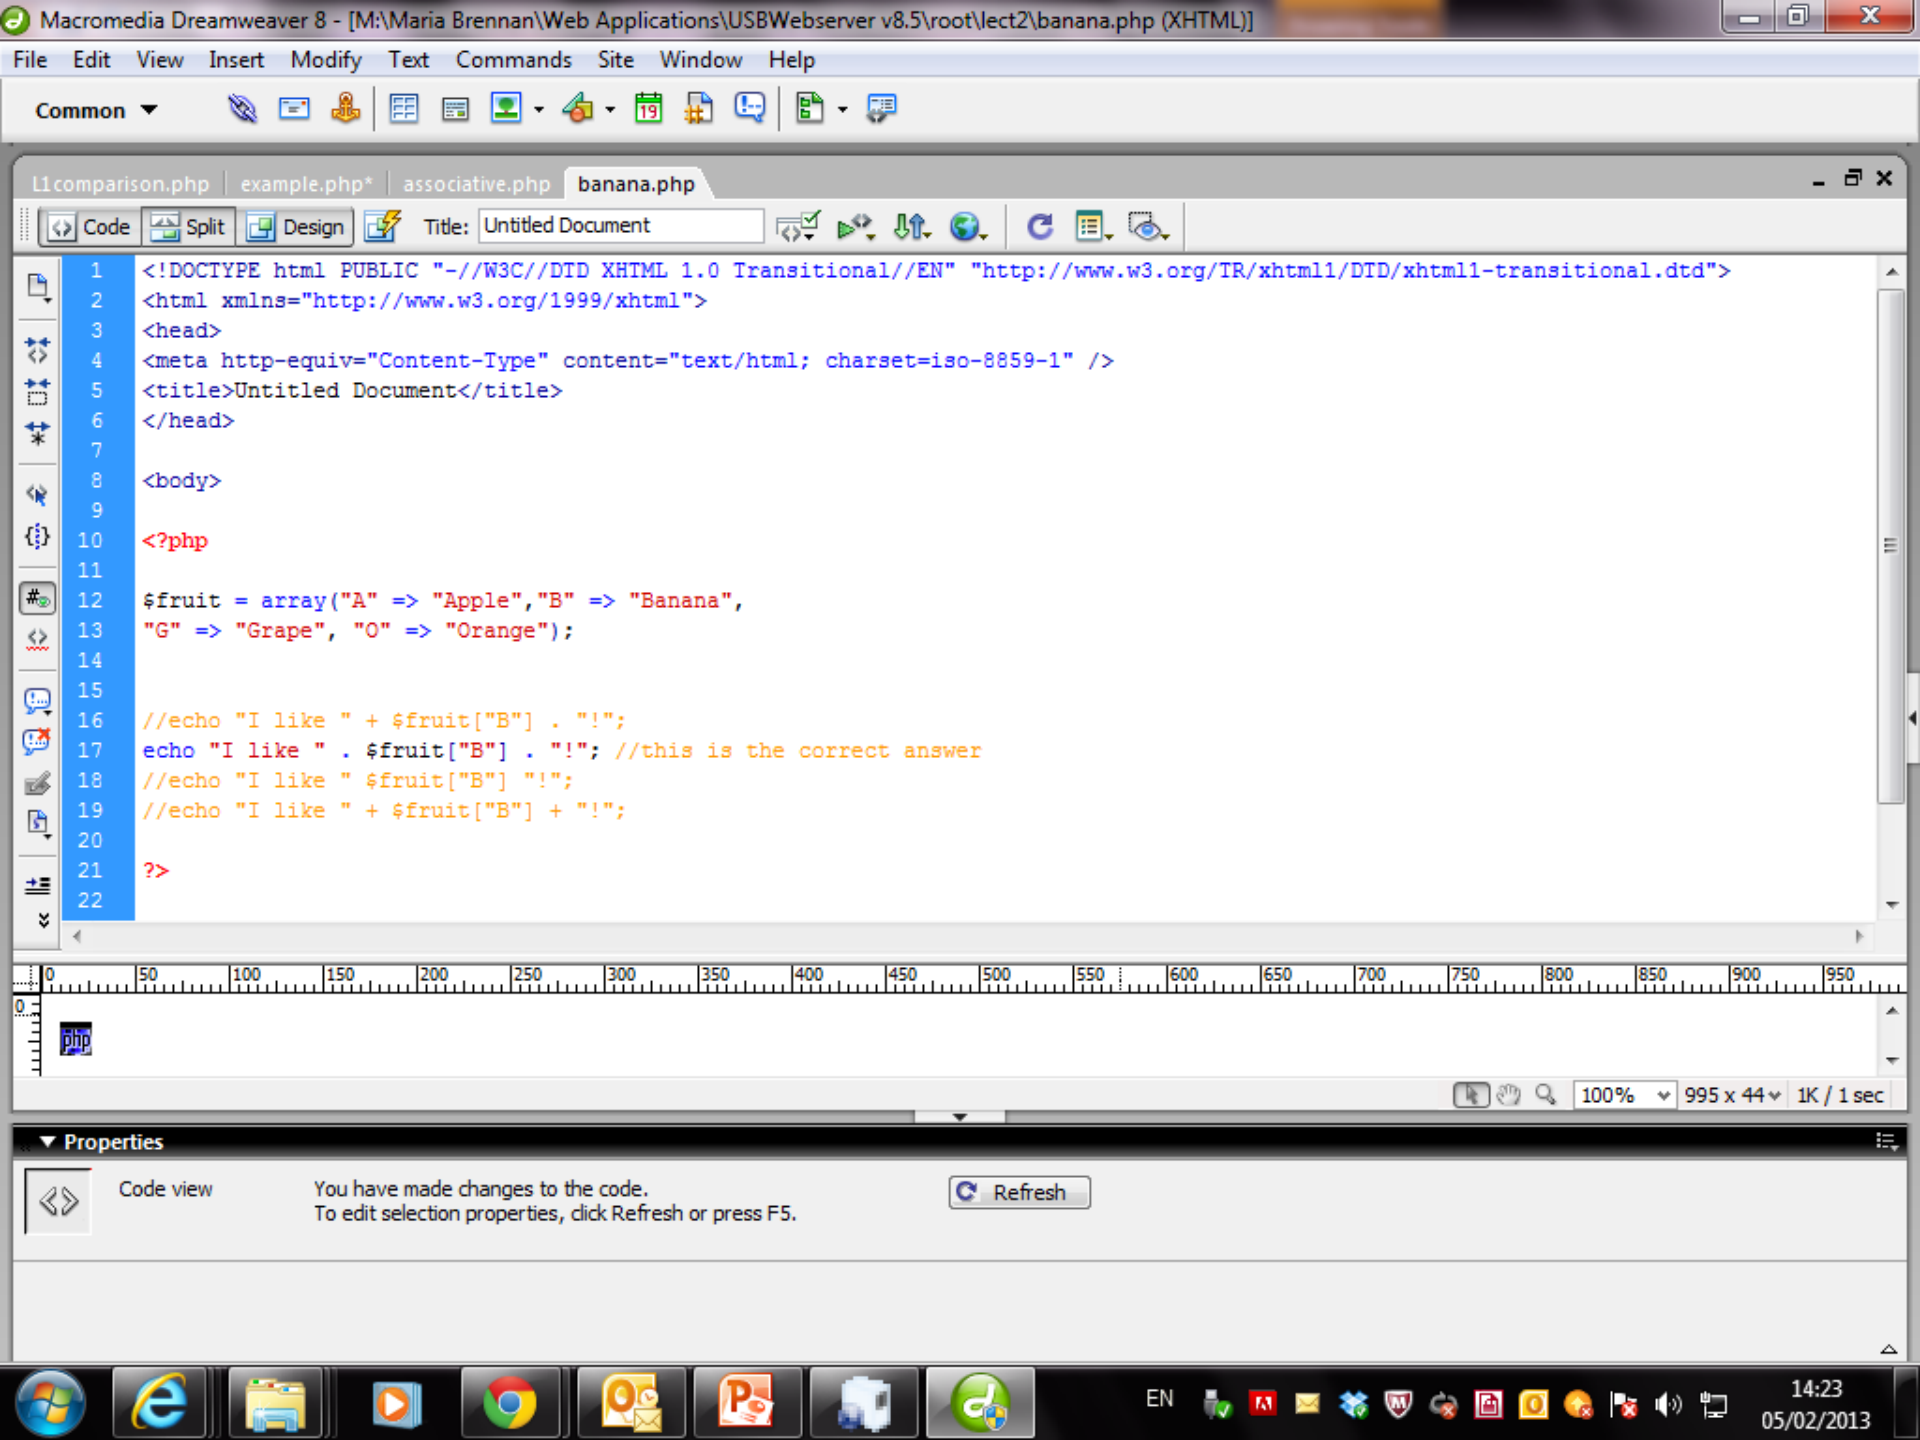 Macromedia Dreamweaver 8 - [M:\Maria Brennan\Web Applications\USBWebserver v8.5\root\lect2\banana.php (XHTML)]
File Edit View Insert Modify Text Commands Site Window Help
Common
19
L1comparison.php example.php* associative.php banana.php
Code Split Design Title: Untitled Document
1 <!DOCTYPE html PUBLIC "-//W3C//DTD XHTML 1.0 Transitional//EN" "http://www.w3.org/TR/xhtml1/DTD/xhtml1-transitional.dtd">
2 <html xmlns="http://www.w3.org/1999/xhtml">
3 <head>
4 <meta http-equiv="Content-Type" content="text/html; charset=iso-8859-1" />
5 <title>Untitled Document</title>
6 </head>
7
8 <body>
9
10 <?php
11
12 $fruit = array("A" => "Apple","B" => "Banana",
13 "G" => "Grape", "O" => "Orange");
14
15
16 //echo "I like " + $fruit["B"] . "!";
17 echo "I like " . $fruit["B"] . "!"; //this is the correct answer
18 //echo "I like " $fruit["B"] "!";
19 //echo "I like " + $fruit["B"] + "!";
20
21 ?>
22
0 50 100 150 200 250 300 350 400 450 500 550 600 650 700 750 800 850 900 950
0
php
100% 995 x 44 1K / 1 sec
Properties
Code view You have made changes to the code. Refresh
To edit selection properties, click Refresh or press F5.
EN 14:23
05/02/2013